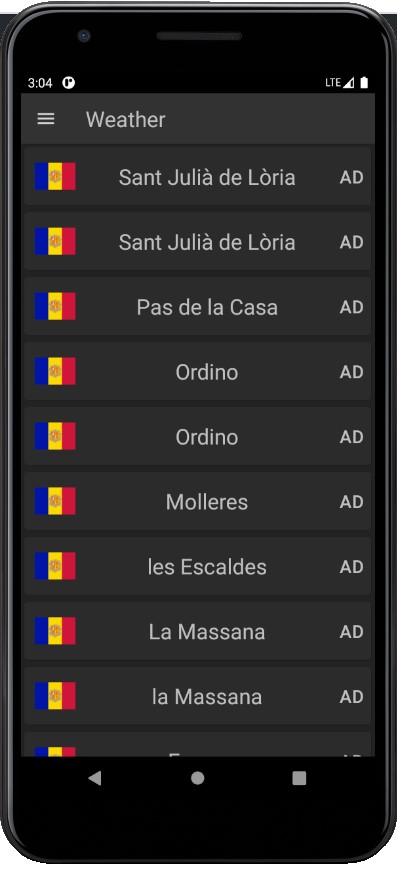 3:04
LTE
Weather
Sant Julià de Lòria AD
Sant Julià de Lòria AD
Pas de la Casa AD
Ordino AD
Ordino AD
Molleres AD
les Escaldes AD
La Massana AD
la Massana AD